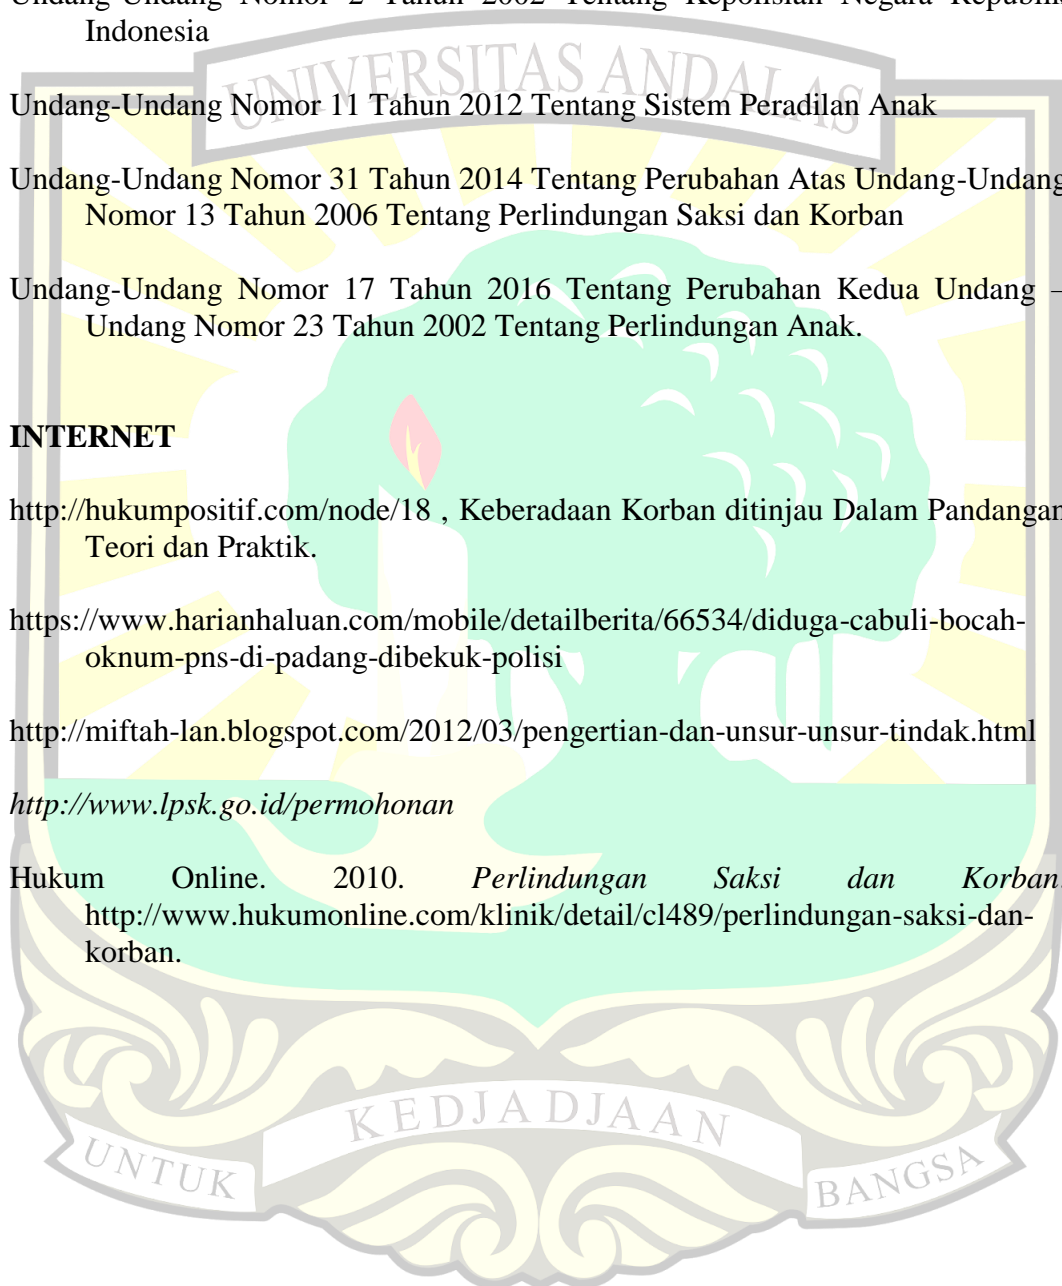 Undang-Undang Nomor 2 Tahun 2002 Tentang Kepolisian Negara Republik
Indonesia
UNIVERSITAS ANDALAS
Undang-Undang Nomor 11 Tahun 2012 Tentang Sistem Peradilan Anak
Undang-Undang Nomor 31 Tahun 2014 Tentang Perubahan Atas Undang-Undang
Nomor 13 Tahun 2006 Tentang Perlindungan Saksi dan Korban
Undang-Undang Nomor 17 Tahun 2016 Tentang Perubahan Kedua Undang –
Undang Nomor 23 Tahun 2002 Tentang Perlindungan Anak.
INTERNET
http://hukumpositif.com/node/18 , Keberadaan Korban ditinjau Dalam Pandangan
Teori dan Praktik.
https://www.harianhaluan.com/mobile/detailberita/66534/diduga-cabuli-bocah-
oknum-pns-di-padang-dibekuk-polisi
http://miftah-lan.blogspot.com/2012/03/pengertian-dan-unsur-unsur-tindak.html
http://www.lpsk.go.id/permohonan
Hukum Online. 2010. Perlindungan Saksi dan Korban.
http://www.hukumonline.com/klinik/detail/cl489/perlindungan-saksi-dan-
korban.
UNTUK KEDJADJAAN BANGSA